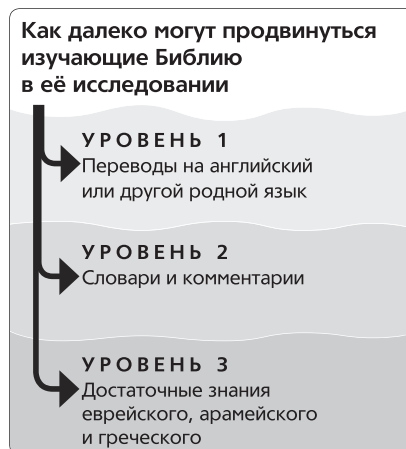 Как далеко могут продвинуться
изучающие Библию
в её исследовании
УРОВЕНЬ 1
Переводы на английский
или другой родной язык
УРОВЕНЬ 2
Словари и комментарии
УРОВЕНЬ 3
Достаточные знания
еврейского, арамейского
и греческого